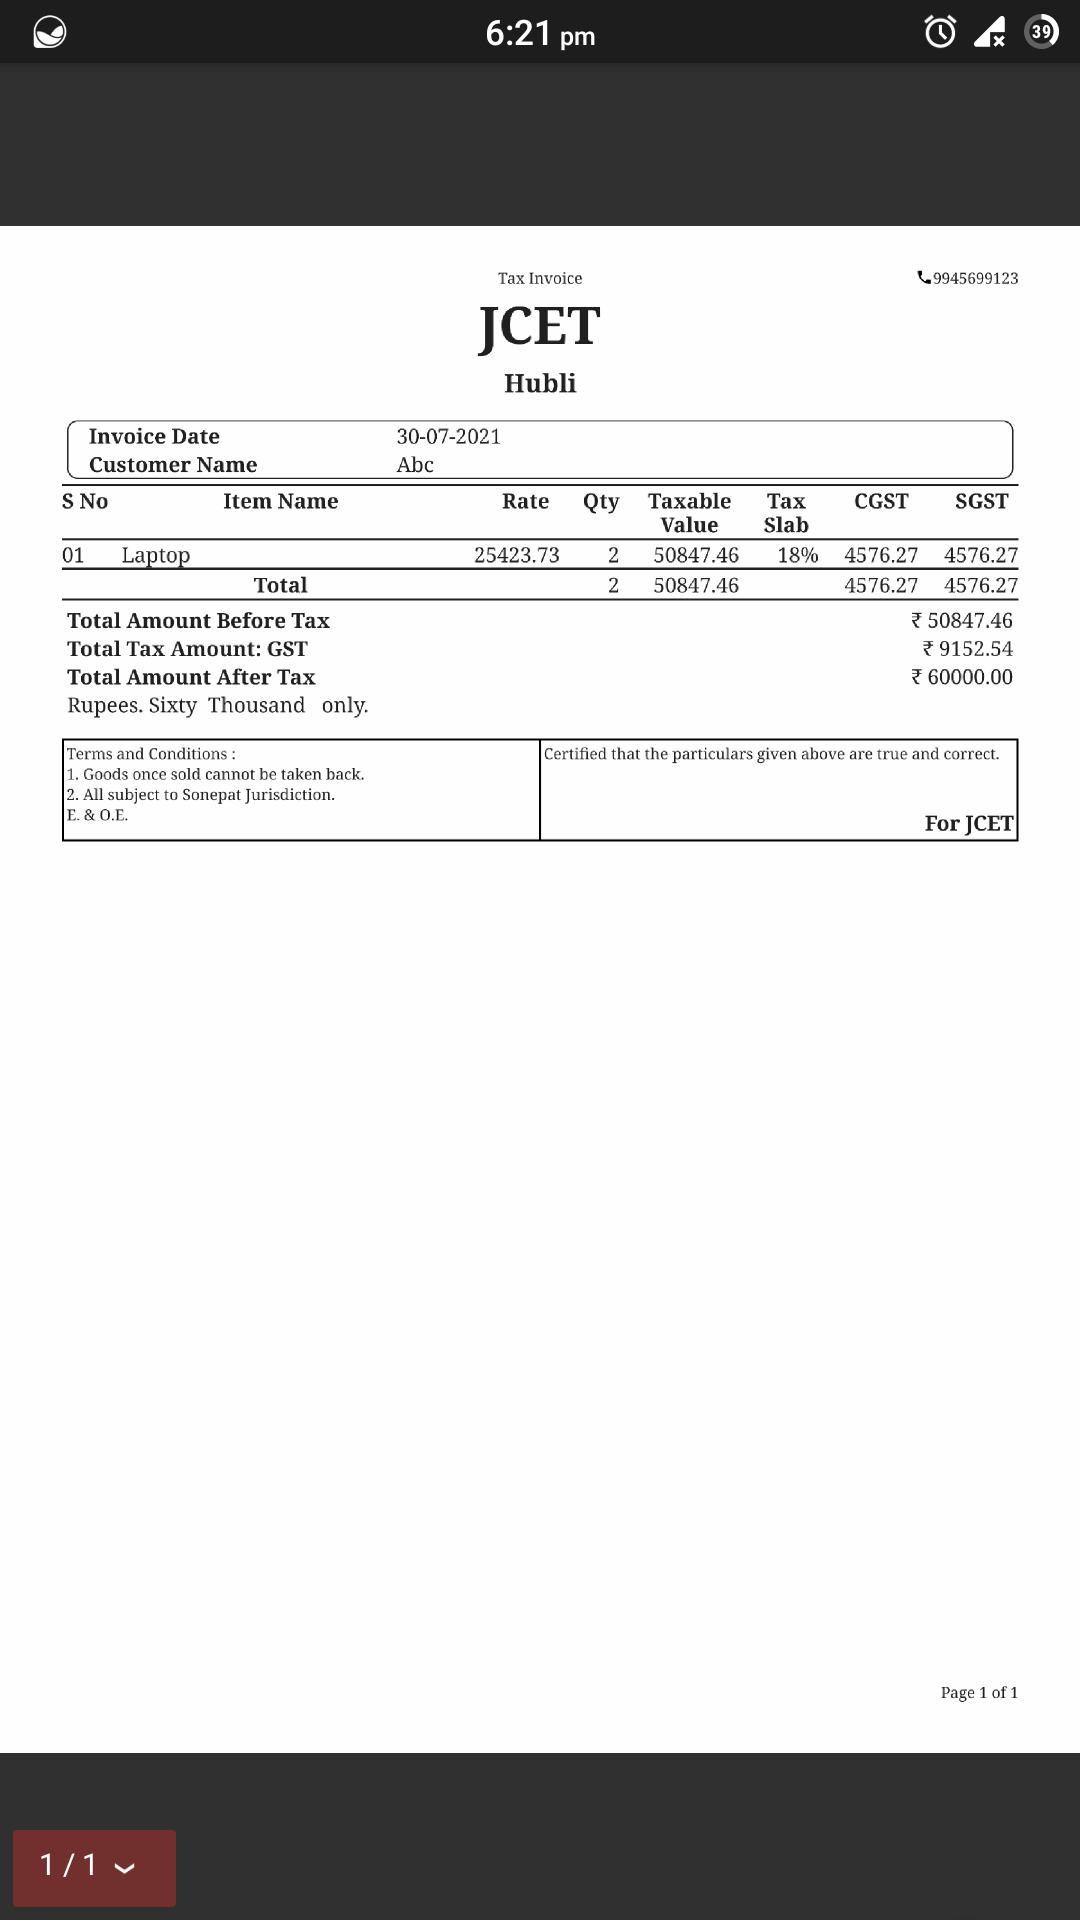 6:21 pm
39
Tax Invoice
9945699123
JCET
Hubli
Invoice Date 30-07-2021
Customer Name Abc
S No Item Name Rate Qty Taxable Value Tax Slab CGST SGST
01 Laptop 25423.73 2 50847.46 18% 4576.27 4576.27
Total 2 50847.46 4576.27 4576.27
Total Amount Before Tax ₹ 50847.46
Total Tax Amount: GST ₹ 9152.54
Total Amount After Tax ₹ 60000.00
Rupees. Sixty Thousand only.
Terms and Conditions :
1. Goods once sold cannot be taken back.
2. All subject to Sonepat Jurisdiction.
E. & O.E.
Certified that the particulars given above are true and correct.
For JCET
Page 1 of 1
1 / 1